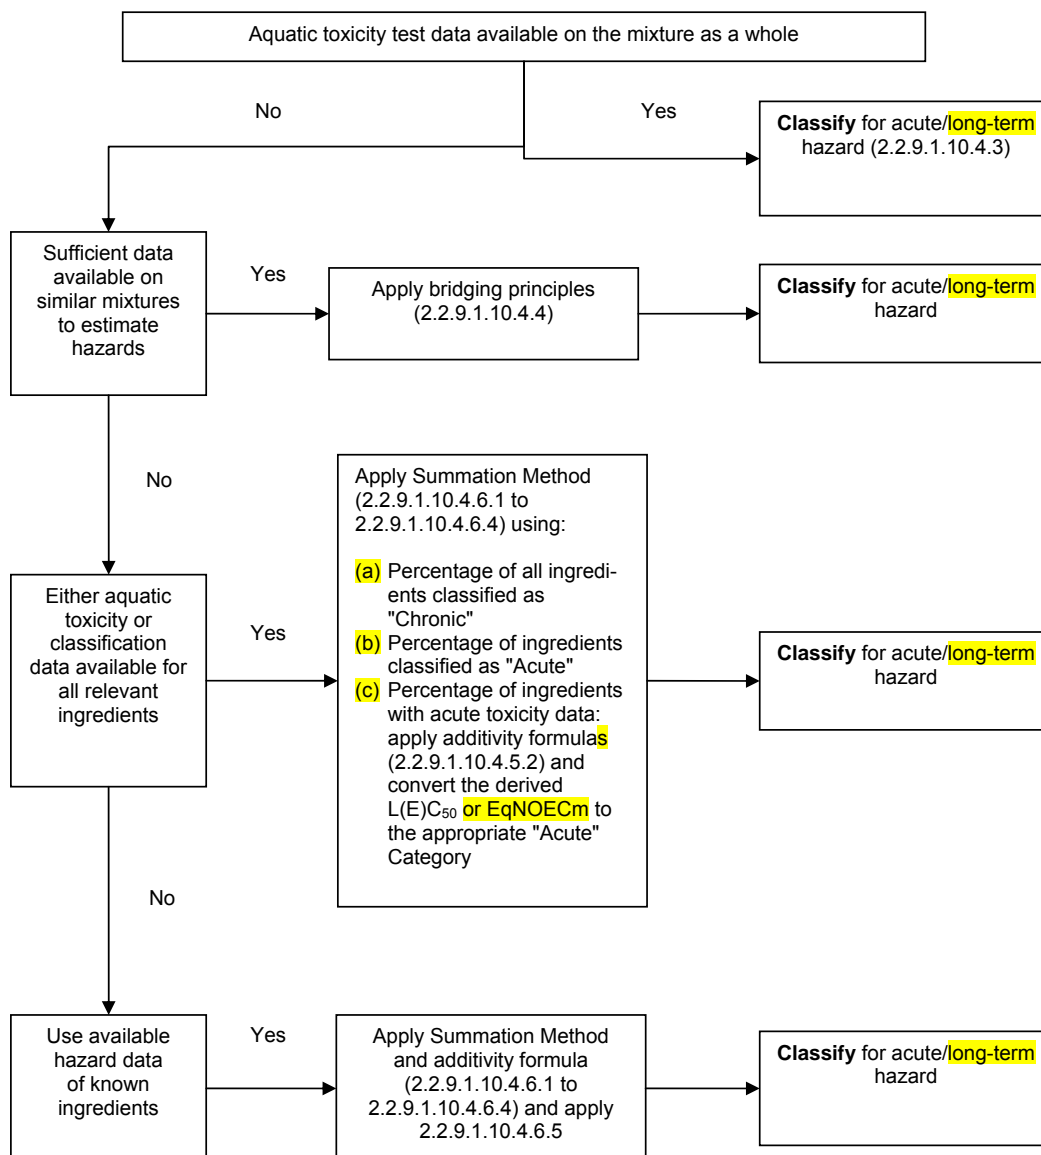 Aquatic toxicity test data available on the mixture as a whole
No
Yes
Classify for acute/long-term
hazard (2.2.9.1.10.4.3)
Sufficient data
available on
similar mixtures
to estimate
hazards
Yes
Apply bridging principles
(2.2.9.1.10.4.4)
Classify for acute/long-term
hazard
No
Either aquatic
toxicity or
classification
data available for
all relevant
ingredients
Yes
Apply Summation Method
(2.2.9.1.10.4.6.1 to
2.2.9.1.10.4.6.4) using:
(a) Percentage of all ingredi-
ents classified as
"Chronic"
(b) Percentage of ingredients
classified as "Acute"
(c) Percentage of ingredients
with acute toxicity data:
apply additivity formulas
(2.2.9.1.10.4.5.2) and
convert the derived
L(E)C50 or EqNOECm to
the appropriate "Acute"
Category
Classify for acute/long-term
hazard
No
Use available
hazard data
of known
ingredients
Yes
Apply Summation Method
and additivity formula
(2.2.9.1.10.4.6.1 to
2.2.9.1.10.4.6.4) and apply
2.2.9.1.10.4.6.5
Classify for acute/long-term
hazard